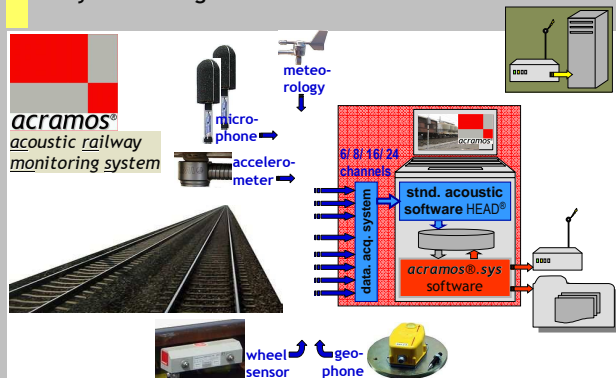 acramos®
acoustic railway
monitoring system
meteo-
rology
micro-
phone
accelero-
meter
6/ 8/ 16/ 24
channels
data. acq. system
acramos
stnd. acoustic
software HEAD®
acramos®.sys
software
wheel
sensor
geo-
phone